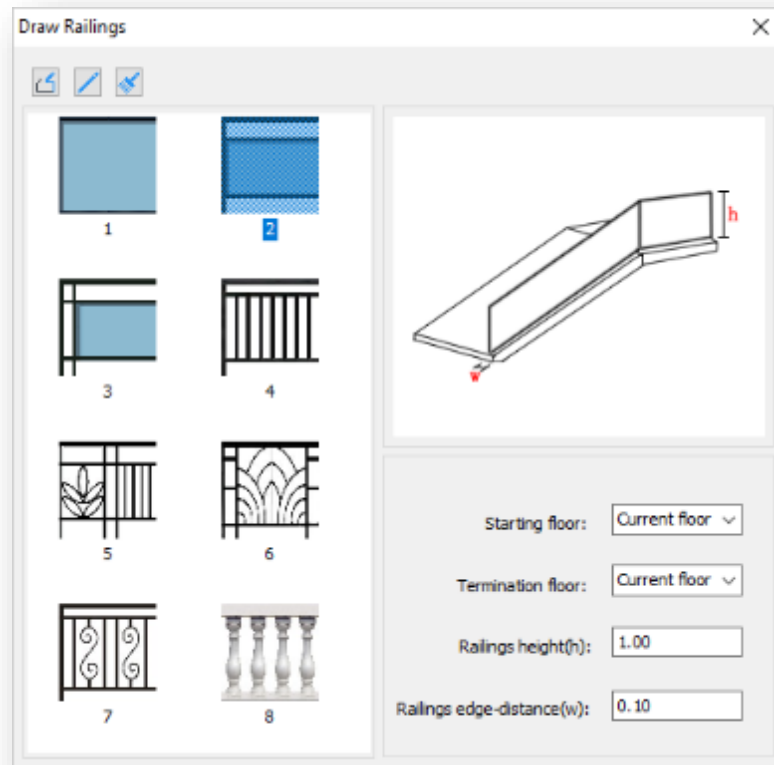 Draw Railings
1
2
3
4
5
6
7
8
h
w
Starting floor: Current floor
Termination floor: Current floor
Railings height(h): 1.00
Railings edge-distance(w): 0.10